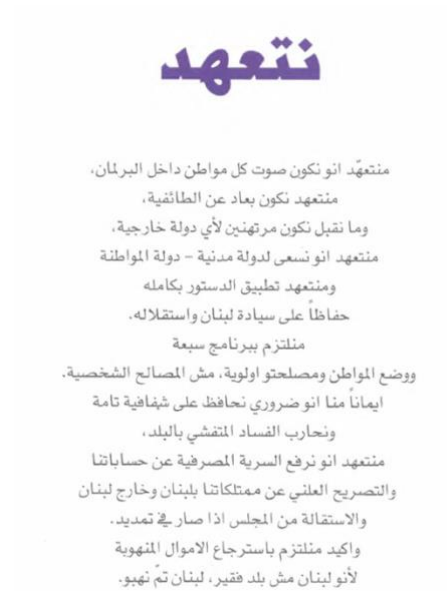 نتعهد
منتعهّد انو نكون صوت كل مواطن داخل البرلمان،
منتعهد نكون بعاد عن الطائفية،
وما نقبل نكون مرتهنين لأي دولة خارجية،
منتعهد انو نسعى لدولة مدنية - دولة المواطنة
ومنتعهد تطبيق الدستور بكامله
حفاظاً على سيادة لبنان واستقلاله.
منلتزم ببرنامج سبعة
ووضع المواطن ومصلحتو اولوية، مش المصالح الشخصية.
ايماناً منا انو ضروري نحافظ على شفافية تامة
ونحارب الفساد المتفشي بالبلد،
منتعهد انو نرفع السرية المصرفية عن حساباتنا
والتصريح العلني عن ممتلكاتنا بلبنان وخارج لبنان
والاستقالة من المجلس اذا صار في تمديد.
واكيد منلتزم باسترجاع الاموال المنهوبة
لأنو لبنان مش بلد فقير، لبنان تمّ نهبو.